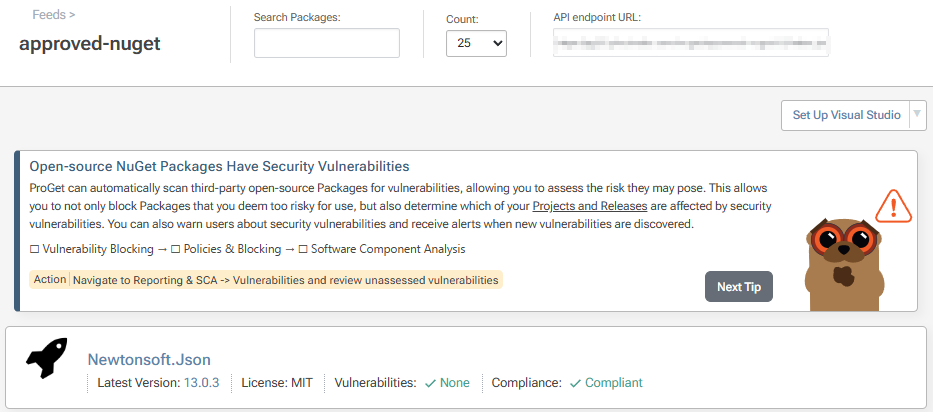 Feeds >
approved-nuget
Search Packages:
Count:
25
API endpoint URL:
Set Up Visual Studio
Open-source NuGet Packages Have Security Vulnerabilities
ProGet can automatically scan third-party open-source Packages for vulnerabilities, allowing you to assess the risk they may pose. This allows
you to not only block Packages that you deem too risky for use, but also determine which of your Projects and Releases are affected by security
vulnerabilities. You can also warn users about security vulnerabilities and receive alerts when new vulnerabilities are discovered.
☐ Vulnerability Blocking → ☐ Policies & Blocking → ☐ Software Component Analysis
Action Navigate to Reporting & SCA -> Vulnerabilities and review unassessed vulnerabilities
Next Tip
Newtonsoft.Json
Latest Version: 13.0.3 License: MIT Vulnerabilities: ✓ None Compliance: ✓ Compliant